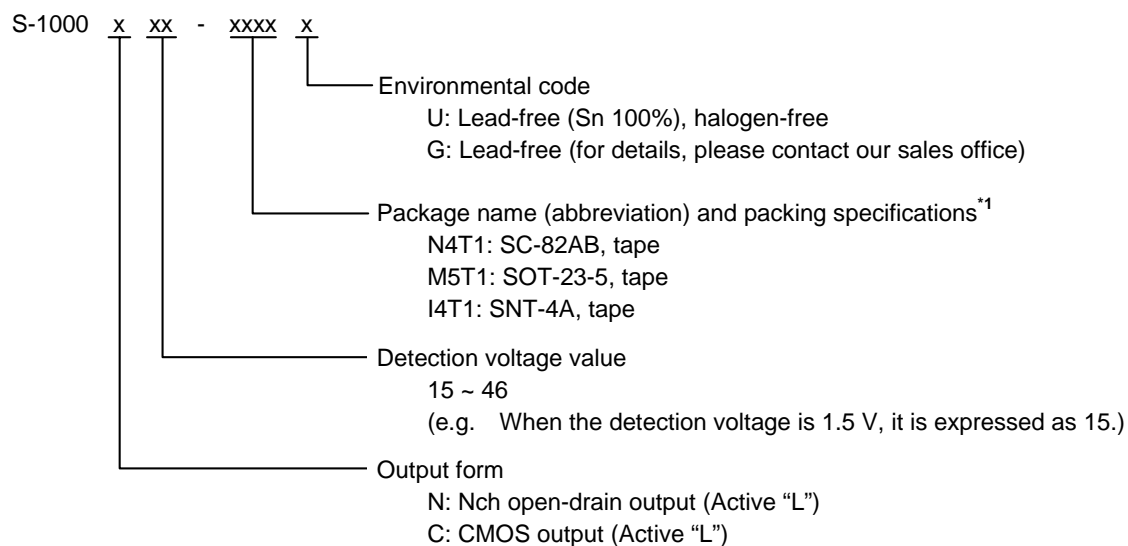 S-1000 x xx - xxxx x
Environmental code
U: Lead-free (Sn 100%), halogen-free
G: Lead-free (for details, please contact our sales office)
Package name (abbreviation) and packing specifications*1
N4T1: SC-82AB, tape
M5T1: SOT-23-5, tape
I4T1: SNT-4A, tape
Detection voltage value
15 ~ 46
(e.g. When the detection voltage is 1.5 V, it is expressed as 15.)
Output form
N: Nch open-drain output (Active “L”)
C: CMOS output (Active “L”)